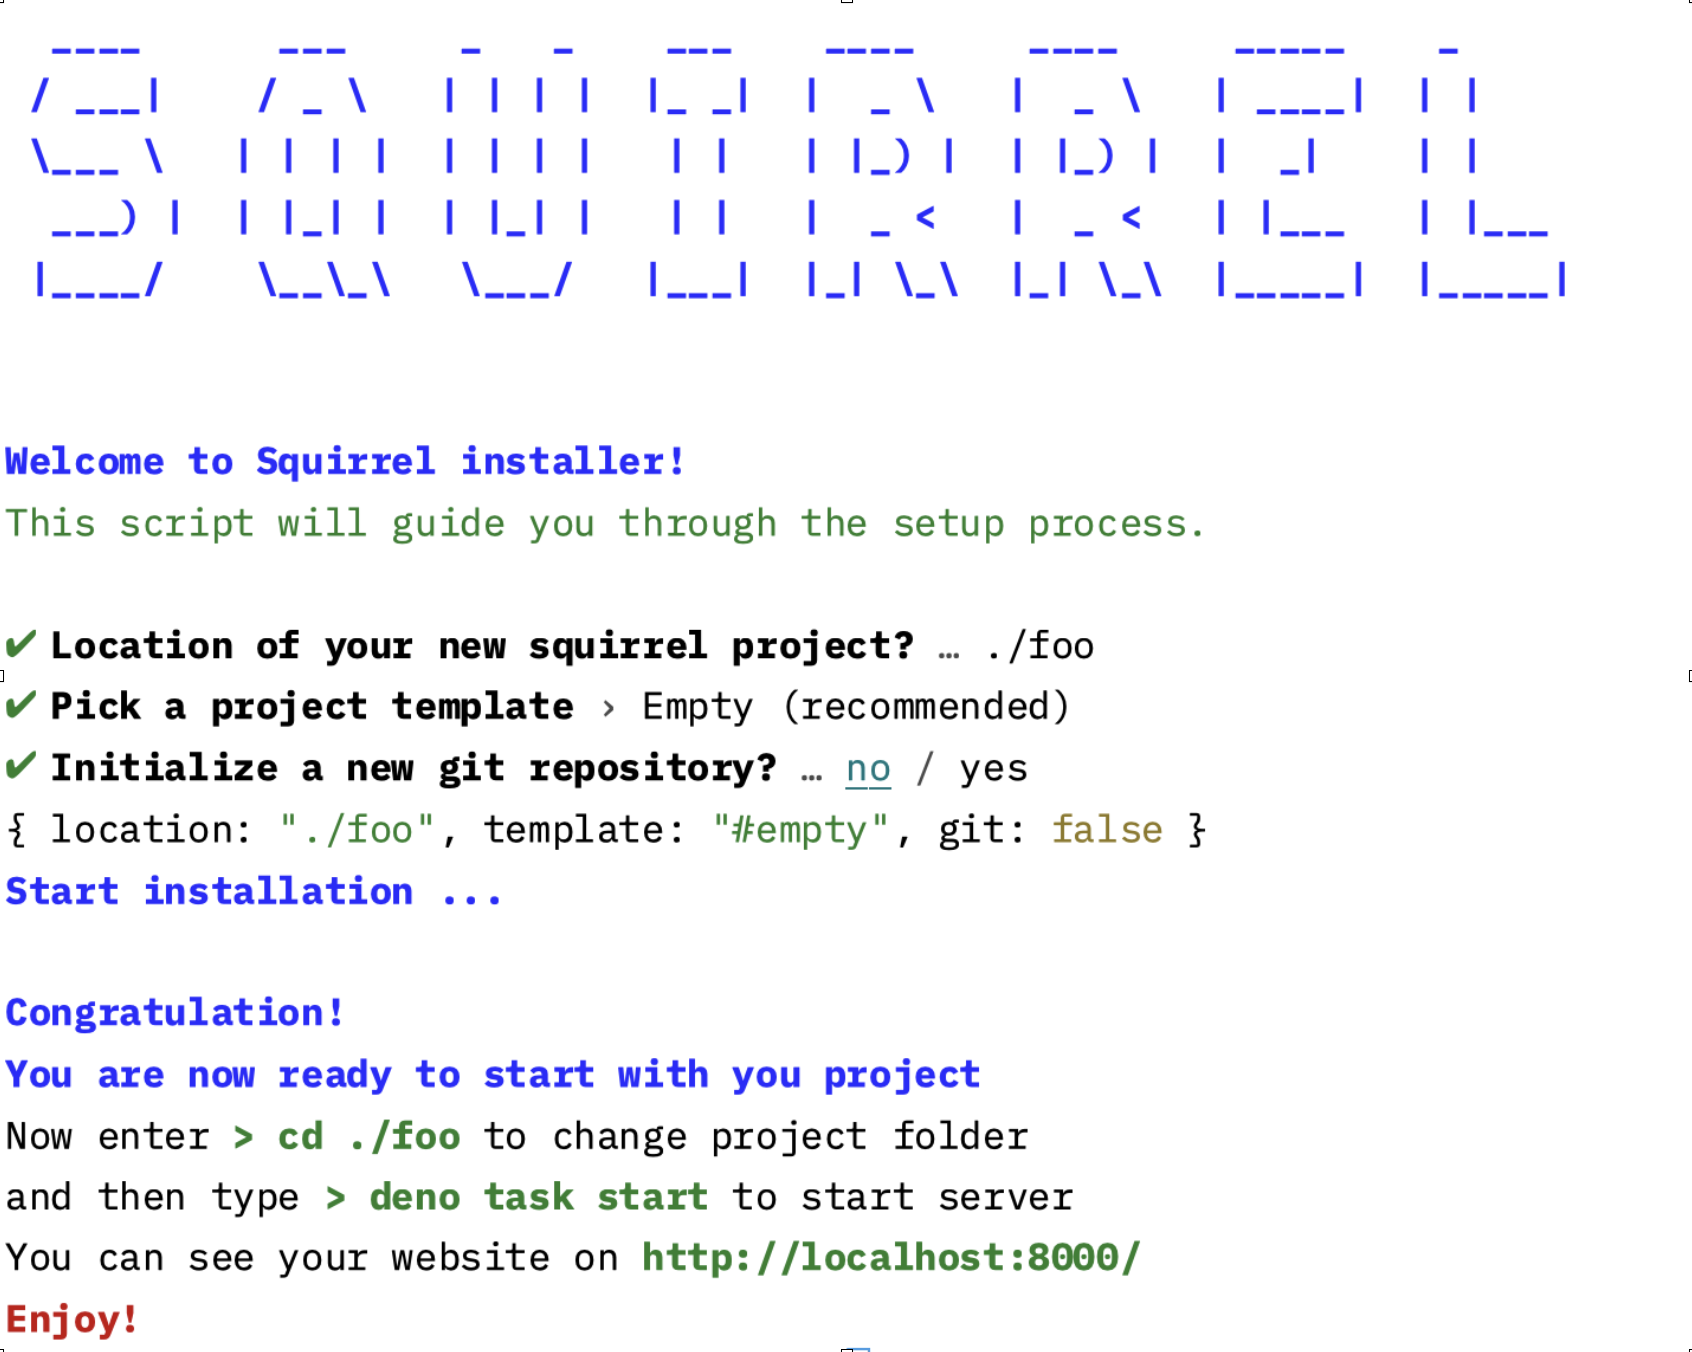 SQUIRREL
Welcome to Squirrel installer!
This script will guide you through the setup process.
✔ Location of your new squirrel project? … ./foo
✔ Pick a project template › Empty (recommended)
✔ Initialize a new git repository? … no / yes
{ location: "./foo", template: "#empty", git: false }
Start installation ...
Congratulation!
You are now ready to start with you project
Now enter > cd ./foo to change project folder
and then type > deno task start to start server
You can see your website on http://localhost:8000/
Enjoy!